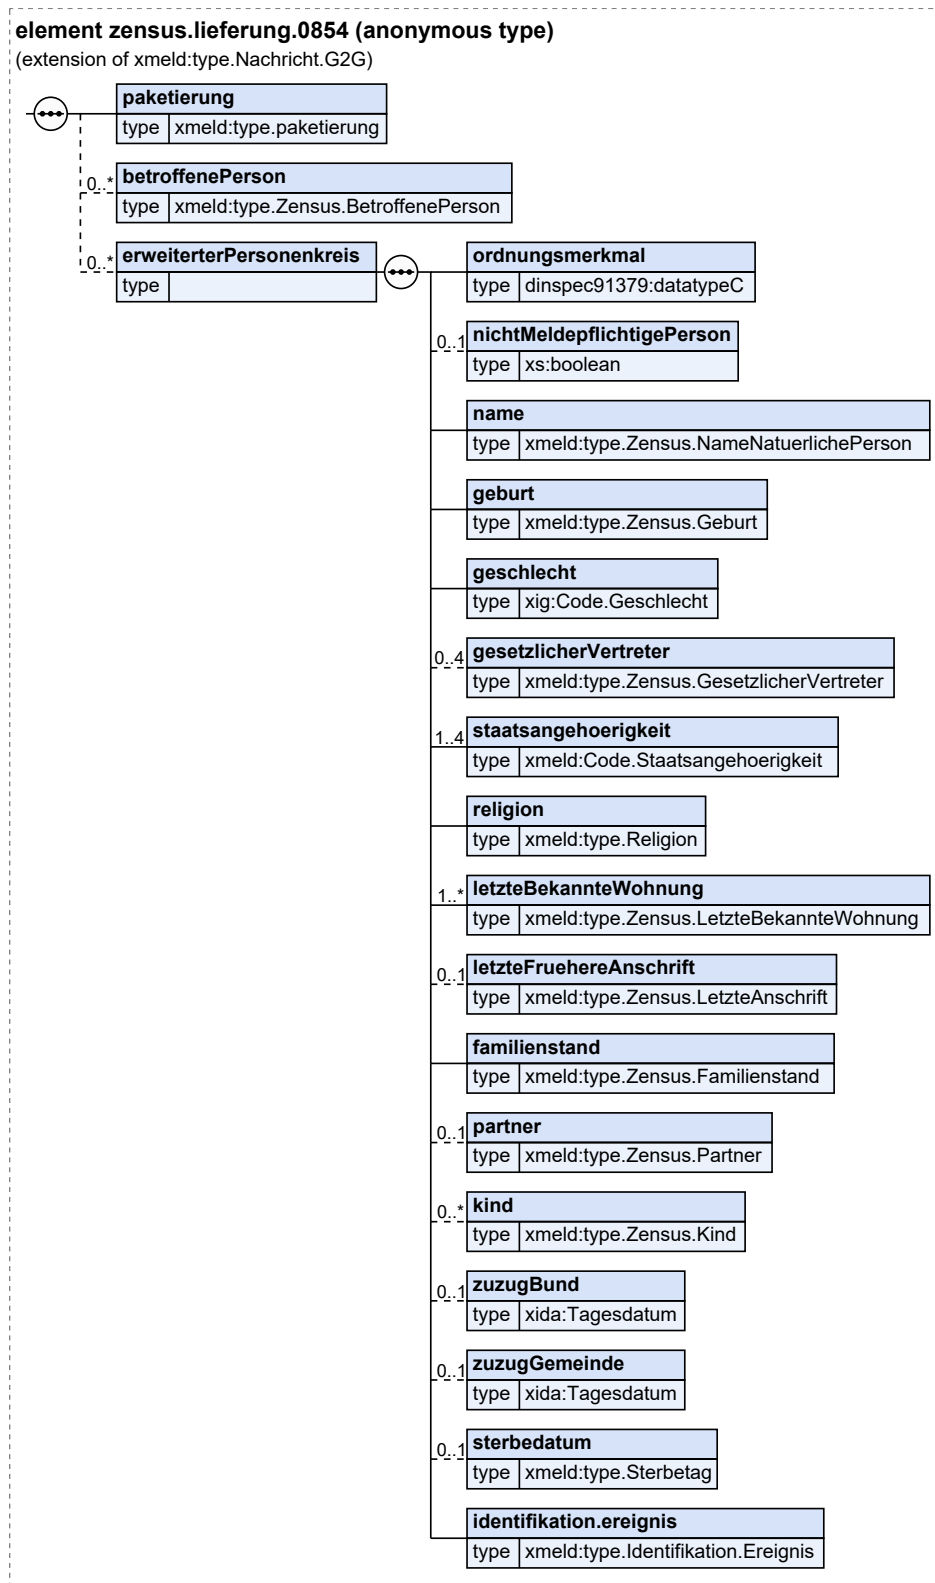 element zensus.lieferung.0854 (anonymous type)
(extension of xmeld:type.Nachricht.G2G)
paketierung
type xmeld:type.paketierung
0..* betroffenePerson
type xmeld:type.Zensus.BetroffenePerson
0..* erweiterterPersonenkreis
type
ordnungsmerkmal
type dinspec91379:datatypeC
0..1 nichtMeldepflichtigePerson
type xs:boolean
name
type xmeld:type.Zensus.NameNatuerlichePerson
geburt
type xmeld:type.Zensus.Geburt
geschlecht
type xig:Code.Geschlecht
0..4 gesetzlicherVertreter
type xmeld:type.Zensus.GesetzlicherVertreter
1..4 staatsangehoerigkeit
type xmeld:Code.Staatsangehoerigkeit
religion
type xmeld:type.Religion
1..* letzteBekannteWohnung
type xmeld:type.Zensus.LetzteBekannteWohnung
0..1 letzteFruehereAnschrift
type xmeld:type.Zensus.LetzteAnschrift
familienstand
type xmeld:type.Zensus.Familienstand
0..1 partner
type xmeld:type.Zensus.Partner
0..* kind
type xmeld:type.Zensus.Kind
0..1 zuzugBund
type xida:Tagesdatum
0..1 zuzugGemeinde
type xida:Tagesdatum
0..1 sterbedatum
type xmeld:type.Sterbetag
identifikation.ereignis
type xmeld:type.Identifikation.Ereignis